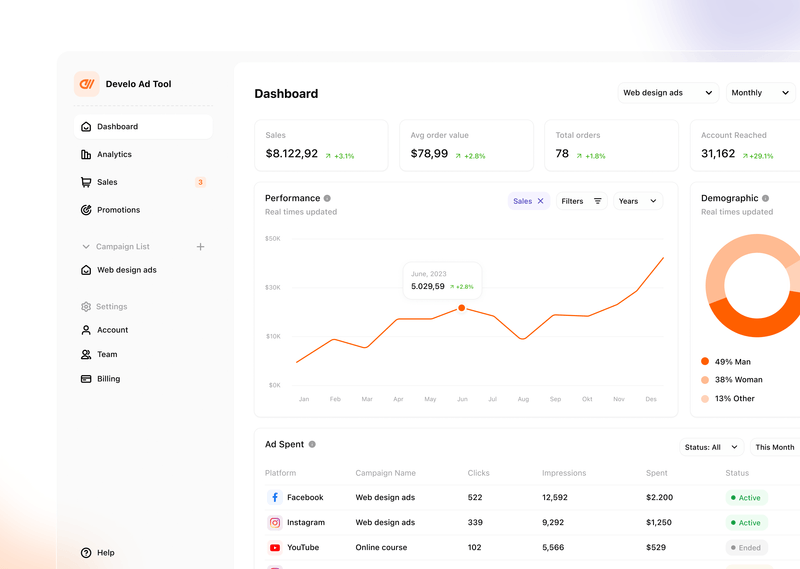 Develo Ad Tool
Dashboard
Analytics
Sales 3
Promotions
Campaign List
Web design ads
Settings
Account
Team
Billing
Help
Dashboard
Web design ads
Monthly
Sales
$8.122,92 +3.1%
Avg order value
$78,99 +2.8%
Total orders
78 +1.8%
Account Reached
31,162 +29.1%
Performance
Real times updated
Sales
Filters
Years
$50K
$30K
$10K
$0K
June, 2023
5.029,59 +2.8%
Jan Feb Mar Apr May Jun Jul Aug Sep Okt Nov Des
Demographic
Real times updated
49% Man
38% Woman
13% Other
Ad Spent
Status: All
This Month
Platform Campaign Name Clicks Impressions Spent Status
Facebook Web design ads 522 12,592 $2.200 Active
Instagram Web design ads 339 9,292 $1,250 Active
YouTube Online course 102 5,566 $529 Ended